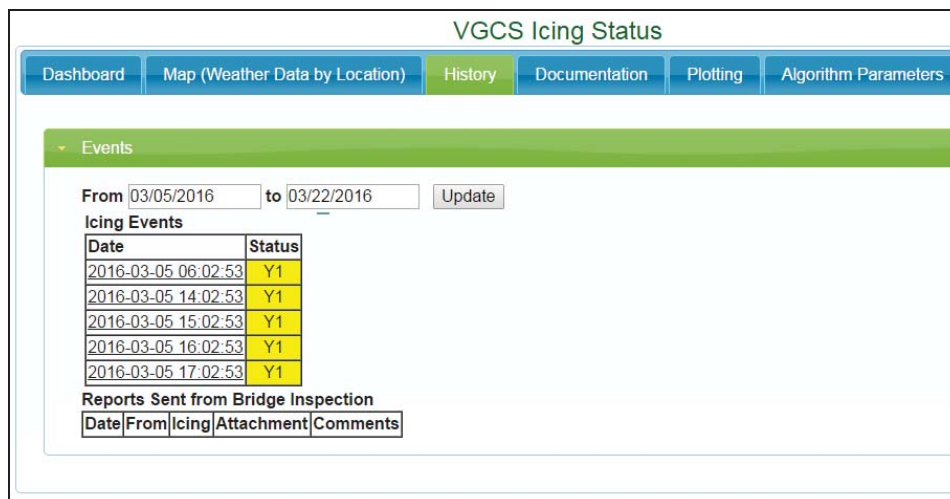 VGCS Icing Status
Dashboard Map (Weather Data by Location) History Documentation Plotting Algorithm Parameters
Events
From 03/05/2016 to 03/22/2016 Update
Icing Events
Date Status
2016-03-05 06:02:53 Y1
2016-03-05 14:02:53 Y1
2016-03-05 15:02:53 Y1
2016-03-05 16:02:53 Y1
2016-03-05 17:02:53 Y1
Reports Sent from Bridge Inspection
Date From Icing Attachment Comments